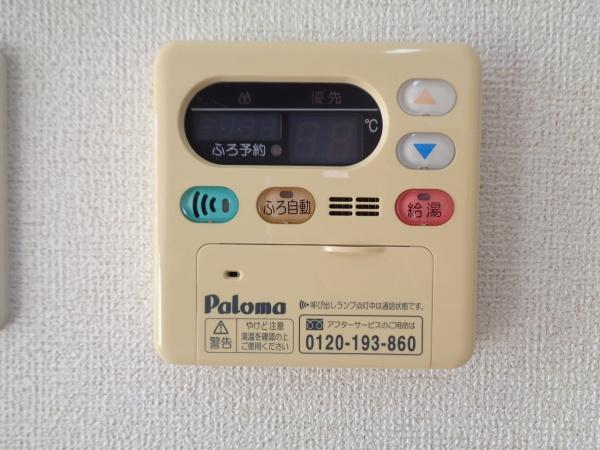 優先
℃
ふろ予約
ふろ自動
給湯
Paloma
呼び出しランプ点灯中は通話状態です。
警告
やけど注意
湯温を確認の上
ご使用ください
アフターサービスのご用命は
0120-193-860